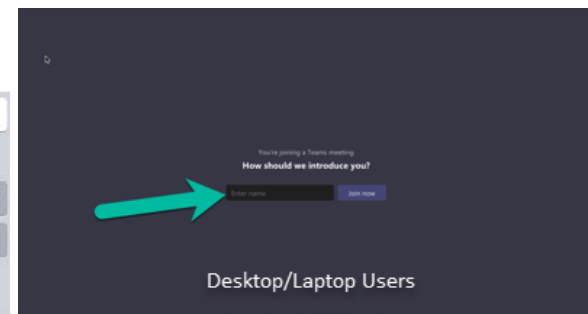 You're joining a Teams meeting
How should we introduce you?
Enter name
Join now
Desktop/Laptop Users